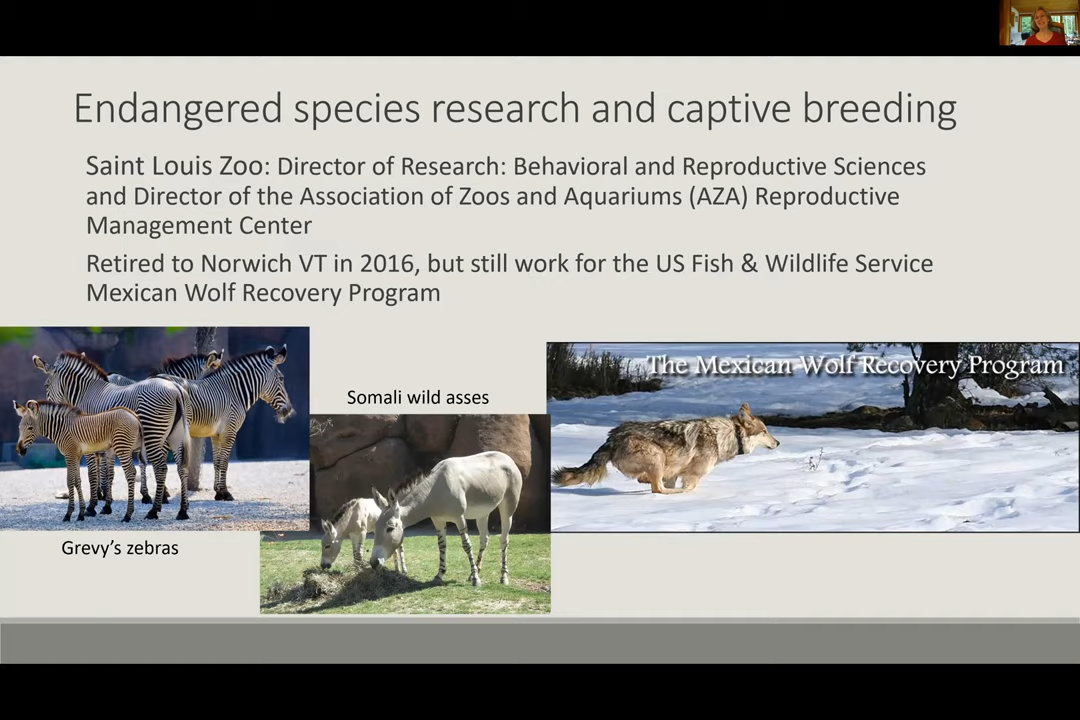 Endangered species research and captive breeding
Saint Louis Zoo: Director of Research: Behavioral and Reproductive Sciences
and Director of the Association of Zoos and Aquariums (AZA) Reproductive
Management Center
Retired to Norwich VT in 2016, but still work for the US Fish & Wildlife Service
Mexican Wolf Recovery Program
The Mexican Wolf Recovery Program
Somali wild asses
Grevy’s zebras